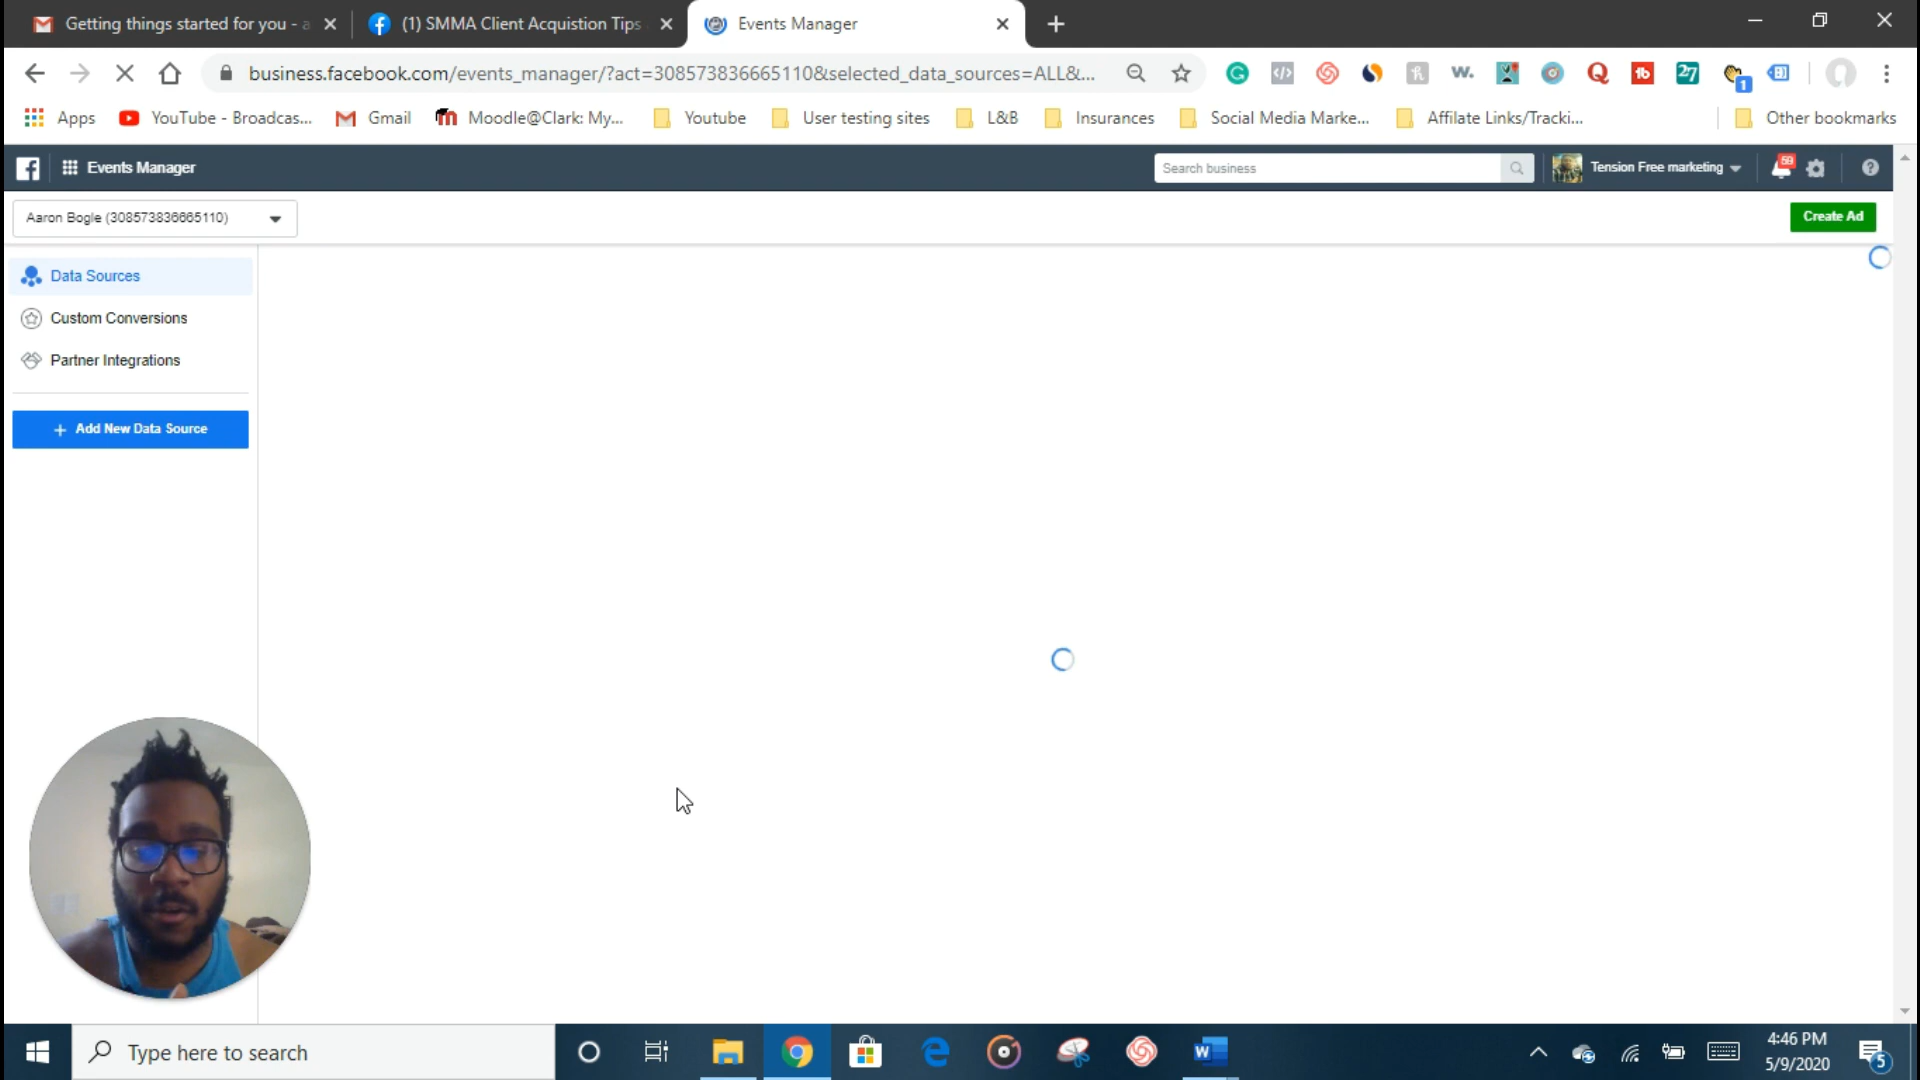 Getting things started for you - a
(1) SMMA Client Acquistion Tips
Events Manager
business.facebook.com/events_manager/?act=308573836665110&selected_data_sources=ALL&...
Apps
YouTube - Broadcas...
Gmail
Moodle@Clark: My...
Youtube
User testing sites
L&B
Insurances
Social Media Marke...
Affilate Links/Tracki...
Other bookmarks
Events Manager
Search business
Tension Free marketing
59
Aaron Bogle (308573836665110)
Create Ad
Data Sources
Custom Conversions
Partner Integrations
+ Add New Data Source
Type here to search
4:46 PM
5/9/2020
5